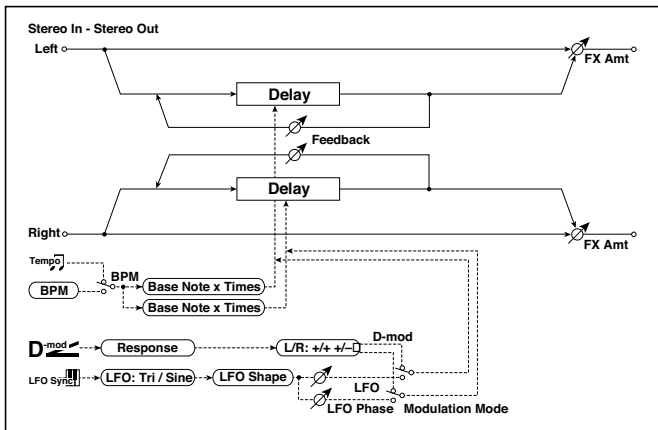 Stereo In - Stereo Out
Left
FX Amt
Delay
Feedback
Delay
Right
FX Amt
Tempo
BPM
BPM
Base Note x Times
Base Note x Times
D-mod
Response
L/R: +/+ +/–
D-mod
LFO Sync
LFO: Tri / Sine
LFO Shape
LFO
LFO Phase
Modulation Mode